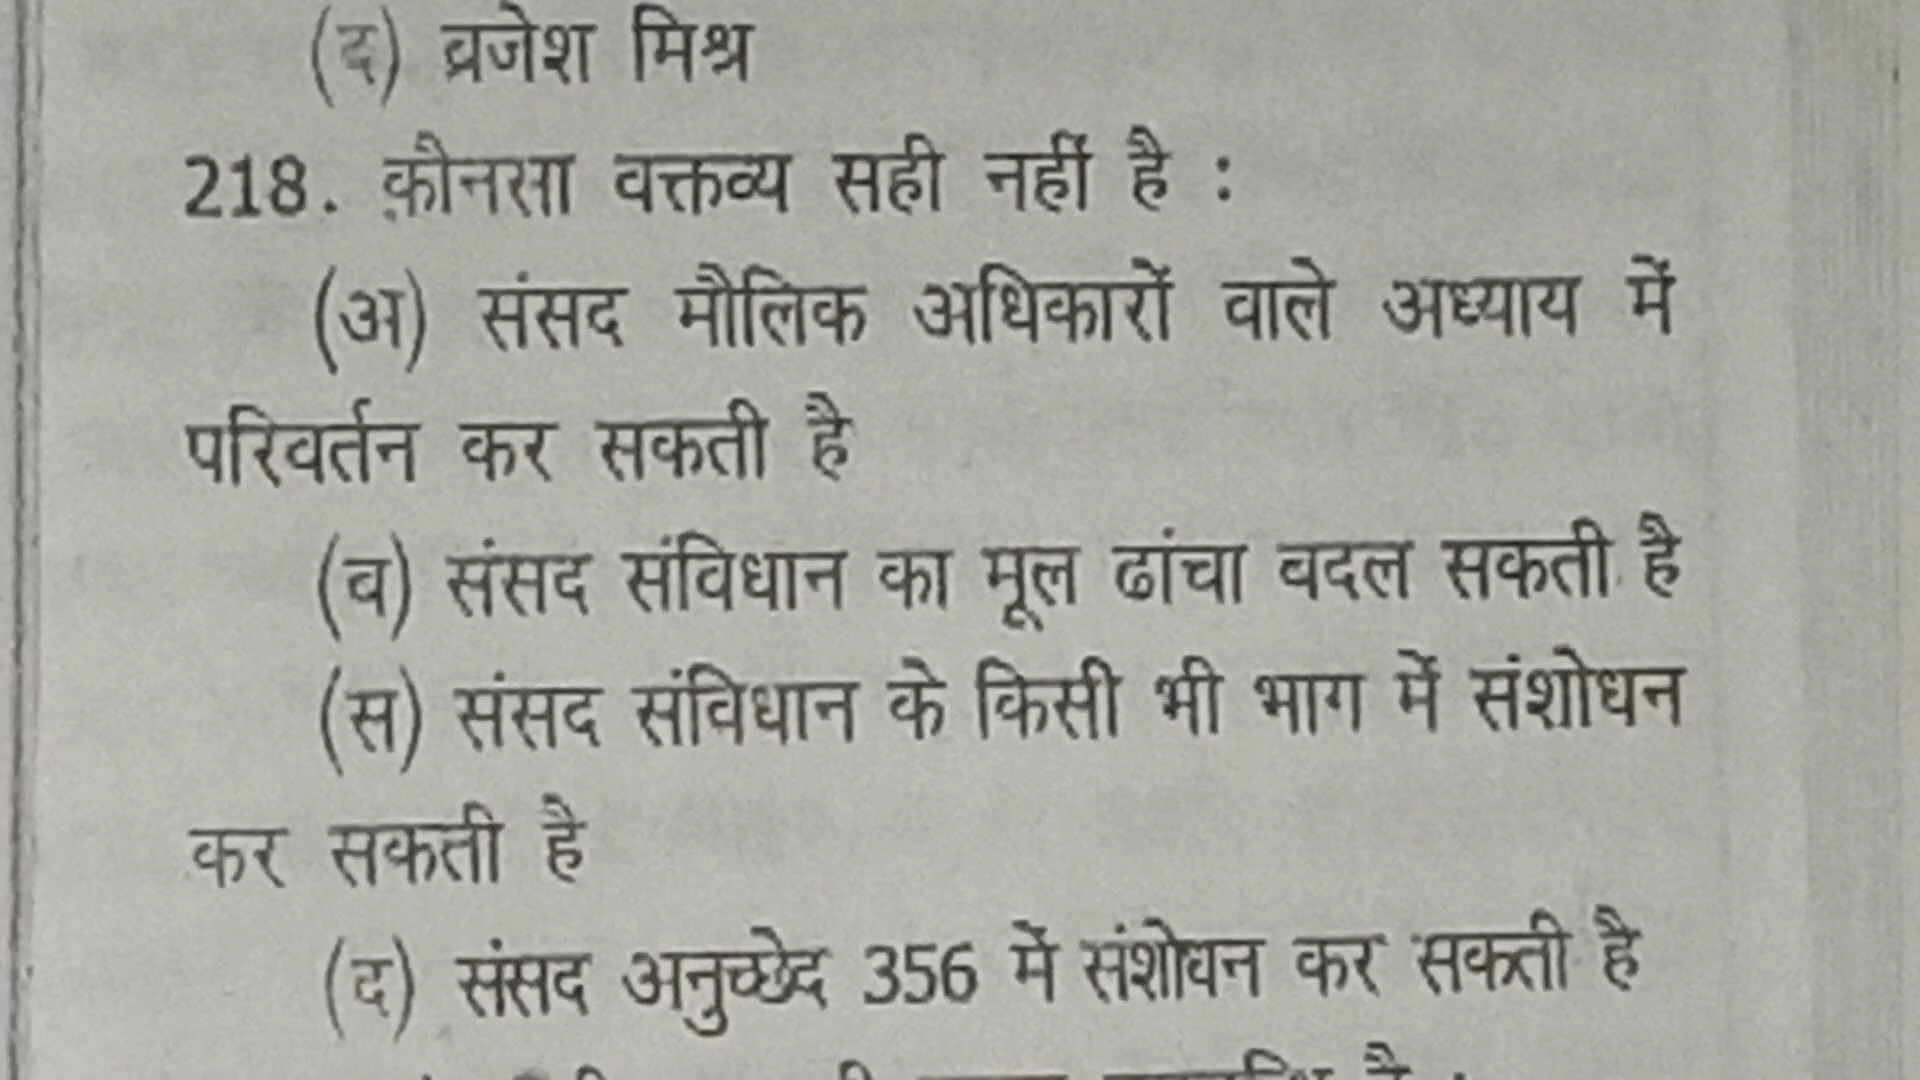 (द) व्रजेश मिश्र
218. कौनसा वक्तव्य सही नहीं है :
(अ) संसद मौलिक अधिकारों वाले अध्याय में
परिवर्तन कर सकती है
(व) संसद संविधान का मूल ढांचा वदल सकती है
(स) संसद संविधान के किसी भी भाग में संशोधन
कर सकती है
(द) संसद अनुच्छेद 356 में संशोधन कर सकती है